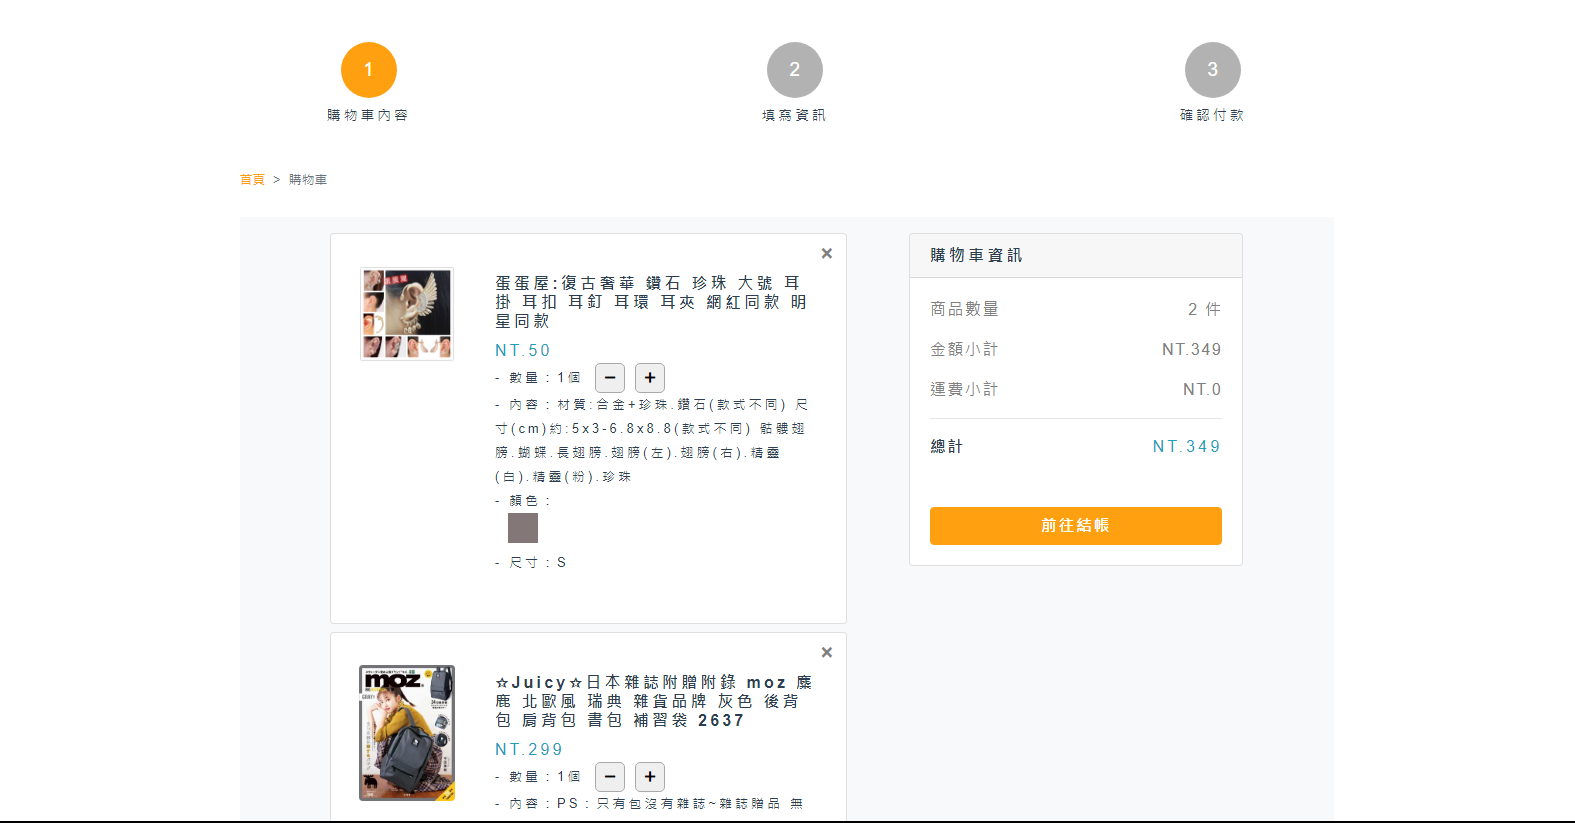 1
購物車內容
2
填寫資訊
3
確認付款
首頁 > 購物車
×
蛋蛋屋:復古奢華 鑽石 珍珠 大號 耳
掛 耳扣 耳釘 耳環 耳夾 網紅同款 明
星同款
NT.50
- 數量：1個 − +
- 內容：材質:合金+珍珠.鑽石(款式不同) 尺
寸(cm)約:5x3-6.8x8.8(款式不同) 骷髏翅
膀.蝴蝶.長翅膀.翅膀(左).翅膀(右).精靈
(白).精靈(粉).珍珠
- 顏色：
- 尺寸：S
×
moz
☆Juicy☆日本雜誌附贈附錄 moz 麋
鹿 北歐風 瑞典 雜貨品牌 灰色 後背
包 肩背包 書包 補習袋 2637
NT.299
- 數量：1個 − +
- 內容：PS：只有包沒有雜誌~雜誌贈品 無
購物車資訊
商品數量 2 件
金額小計 NT.349
運費小計 NT.0
總計 NT.349
前往結帳